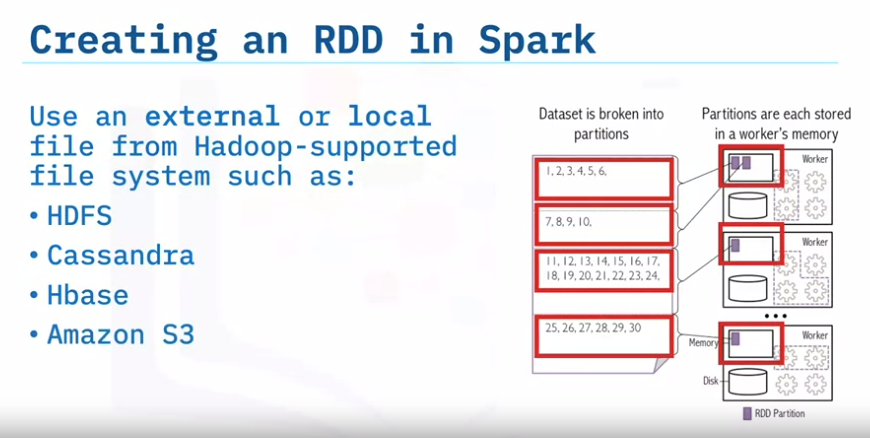 Creating an RDD in Spark
Use an external or local
file from Hadoop-supported
file system such as:
• HDFS
• Cassandra
• Hbase
• Amazon S3
Dataset is broken into
partitions
1, 2, 3, 4, 5, 6,
7, 8, 9, 10,
11, 12, 13, 14, 15, 16, 17,
18, 19, 20, 21, 22, 23, 24,
25, 26, 27, 28, 29, 30
Partitions are each stored
in a worker's memory
Worker
Worker
•••
Worker
Memory
Disk
RDD Partition